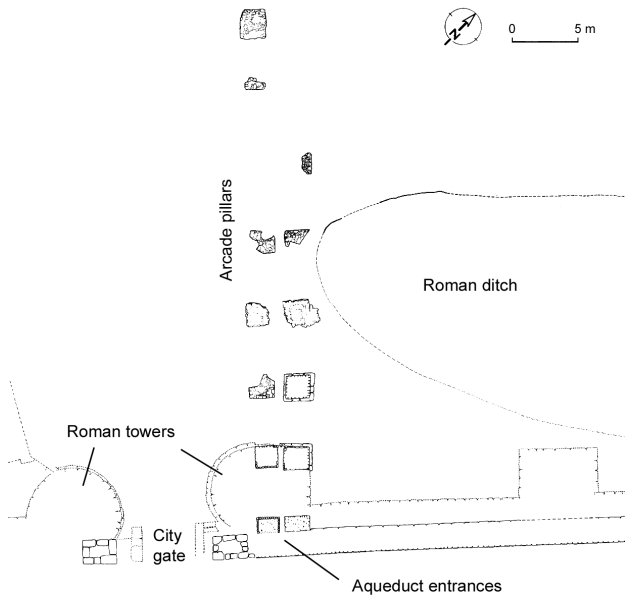 N
0 5 m
Arcade pillars
Roman ditch
Roman towers
City
gate
Aqueduct entrances